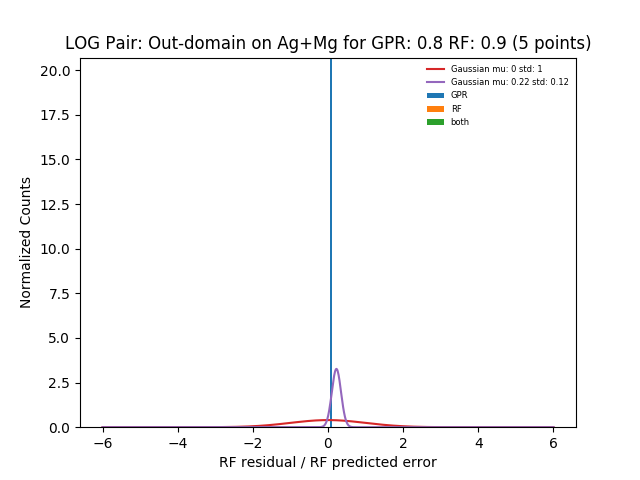 LOG Pair: Out-domain on Ag+Mg for GPR: 0.8 RF: 0.9 (5 points)
Gaussian mu: 0 std: 1
Gaussian mu: 0.22 std: 0.12
GPR
RF
both
Normalized Counts
20.0
17.5
15.0
12.5
10.0
7.5
5.0
2.5
0.0
−6 −4 −2 0 2 4 6
RF residual / RF predicted error